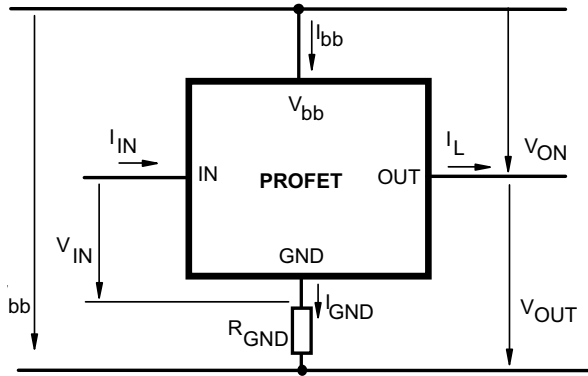 Ibb
Vbb
IIN
IN
PROFET
OUT
IL
VON
VIN
GND
IGND
bb
RGND
VOUT